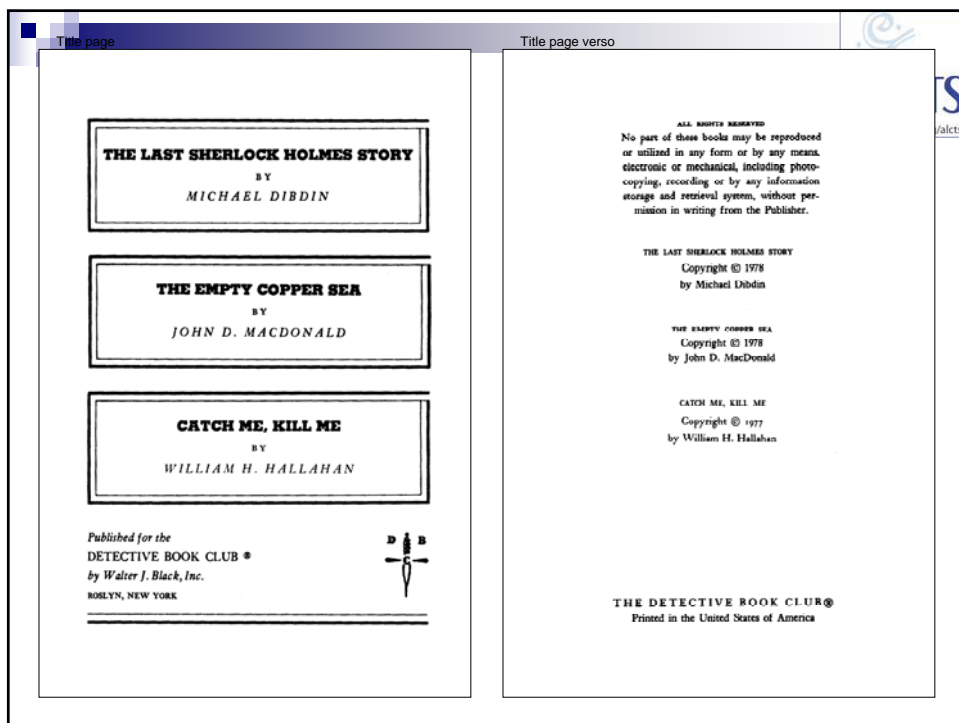 Title page
THE LAST SHERLOCK HOLMES STORY
BY
MICHAEL DIBDIN
THE EMPTY COPPER SEA
BY
JOHN D. MACDONALD
CATCH ME, KILL ME
BY
WILLIAM H. HALLAHAN
Published for the
DETECTIVE BOOK CLUB ®
by Walter J. Black, Inc.
ROSLYN, NEW YORK
D B
C
Title page verso
ALL RIGHTS RESERVED
No part of these books may be reproduced
or utilized in any form or by any means,
electronic or mechanical, including photo-
copying, recording or by any information
storage and retrieval system, without per-
mission in writing from the Publisher.
THE LAST SHERLOCK HOLMES STORY
Copyright © 1978
by Michael Dibdin
THE EMPTY COPPER SEA
Copyright © 1978
by John D. MacDonald
CATCH ME, KILL ME
Copyright © 1977
by William H. Hallahan
THE DETECTIVE BOOK CLUB®
Printed in the United States of America
TS
/alcts